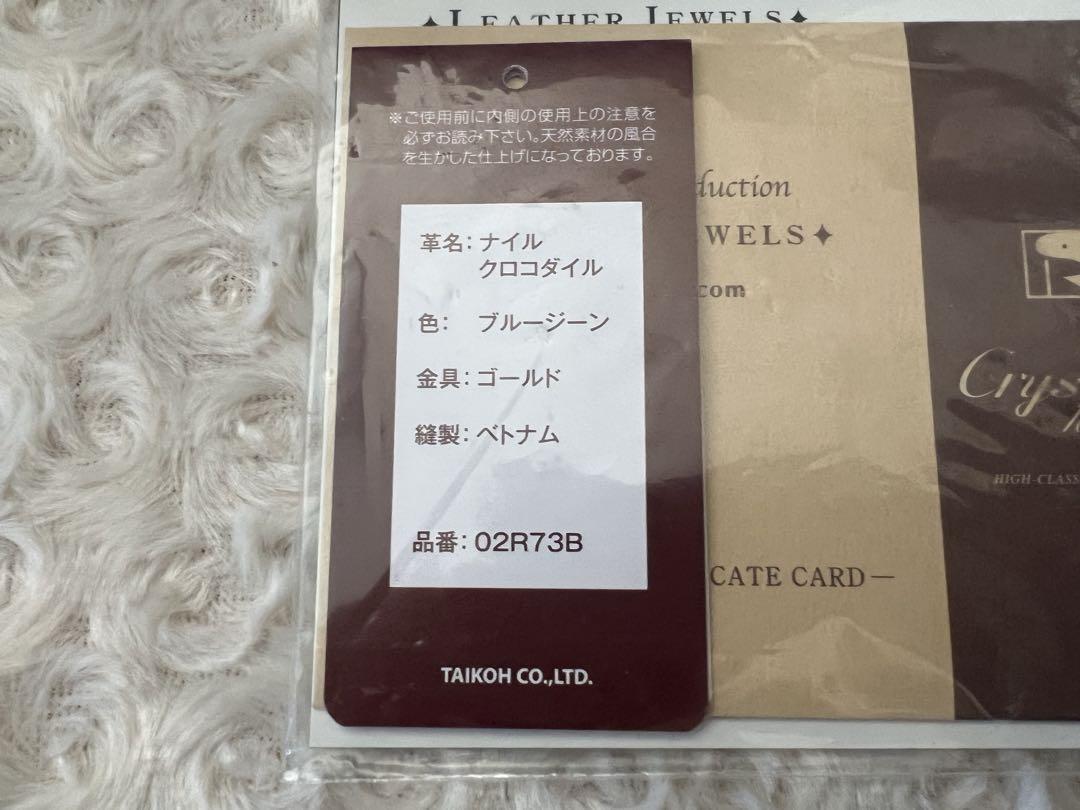 ✦LEATHER JEWELS✦
※ご使用前に内側の使用上の注意を
必ずお読み下さい。天然素材の風合
を生かした仕上げになっております。
革名：ナイル
クロコダイル
色： ブルージーン
金具：ゴールド
縫製：ベトナム
品番：02R73B
TAIKOH CO.,LTD.
duction
WELS✦
.com
CATE CARD—
Crys
HIGH-CLASS